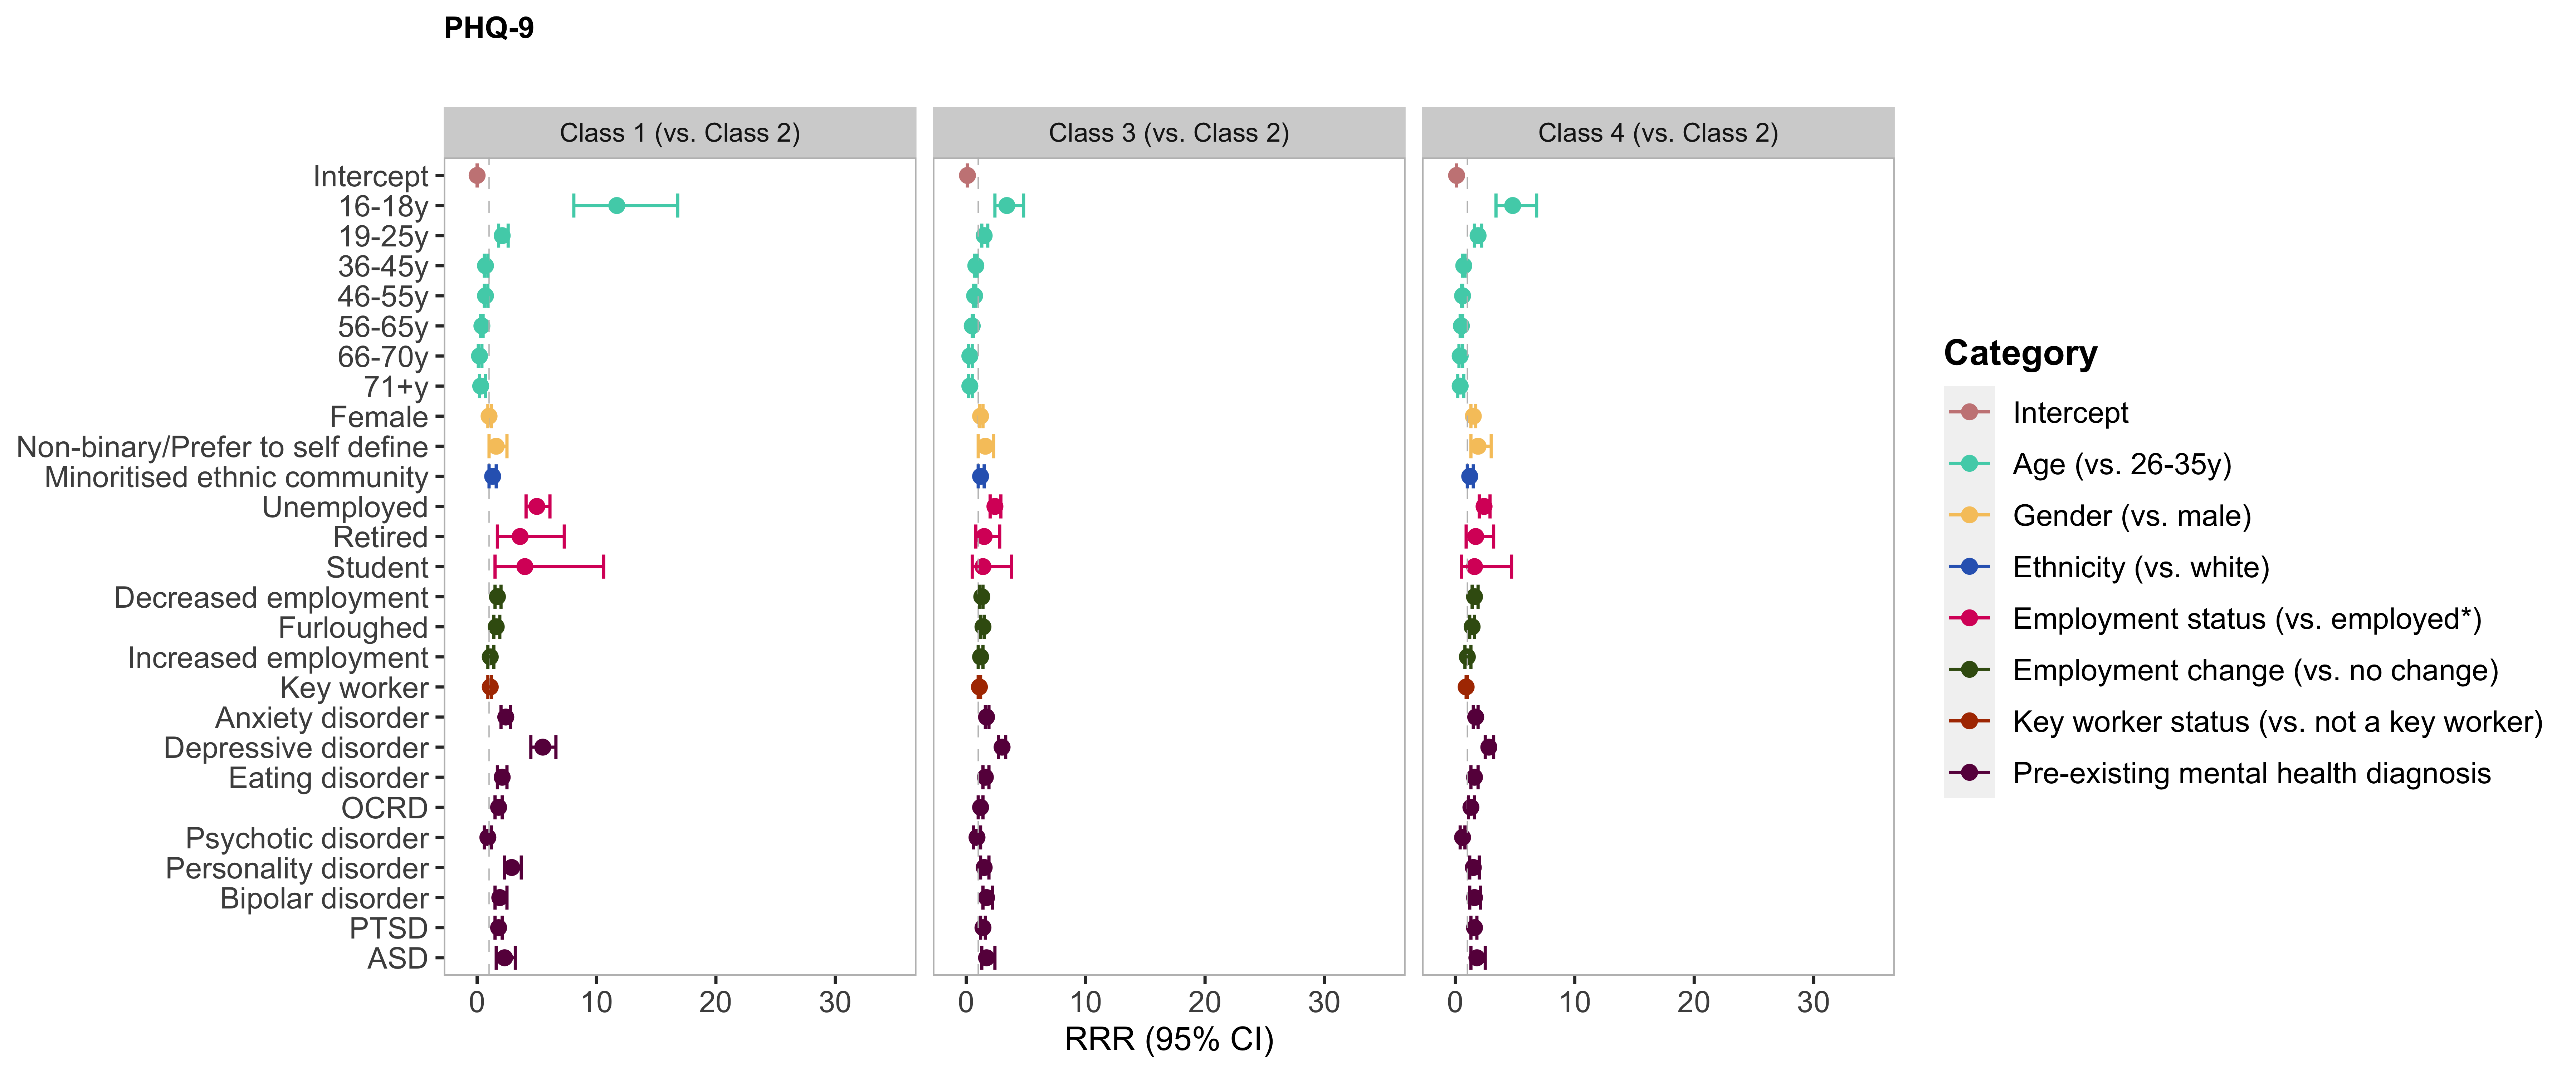 PHQ-9
Class 1 (vs. Class 2)
Class 3 (vs. Class 2)
Class 4 (vs. Class 2)
Intercept
16-18y
19-25y
36-45y
46-55y
56-65y
66-70y
71+y
Female
Non-binary/Prefer to self define
Minoritised ethnic community
Unemployed
Retired
Student
Decreased employment
Furloughed
Increased employment
Key worker
Anxiety disorder
Depressive disorder
Eating disorder
OCRD
Psychotic disorder
Personality disorder
Bipolar disorder
PTSD
ASD
0 10 20 30
0 10 20 30
0 10 20 30
RRR (95% CI)
Category
Intercept
Age (vs. 26-35y)
Gender (vs. male)
Ethnicity (vs. white)
Employment status (vs. employed*)
Employment change (vs. no change)
Key worker status (vs. not a key worker)
Pre-existing mental health diagnosis